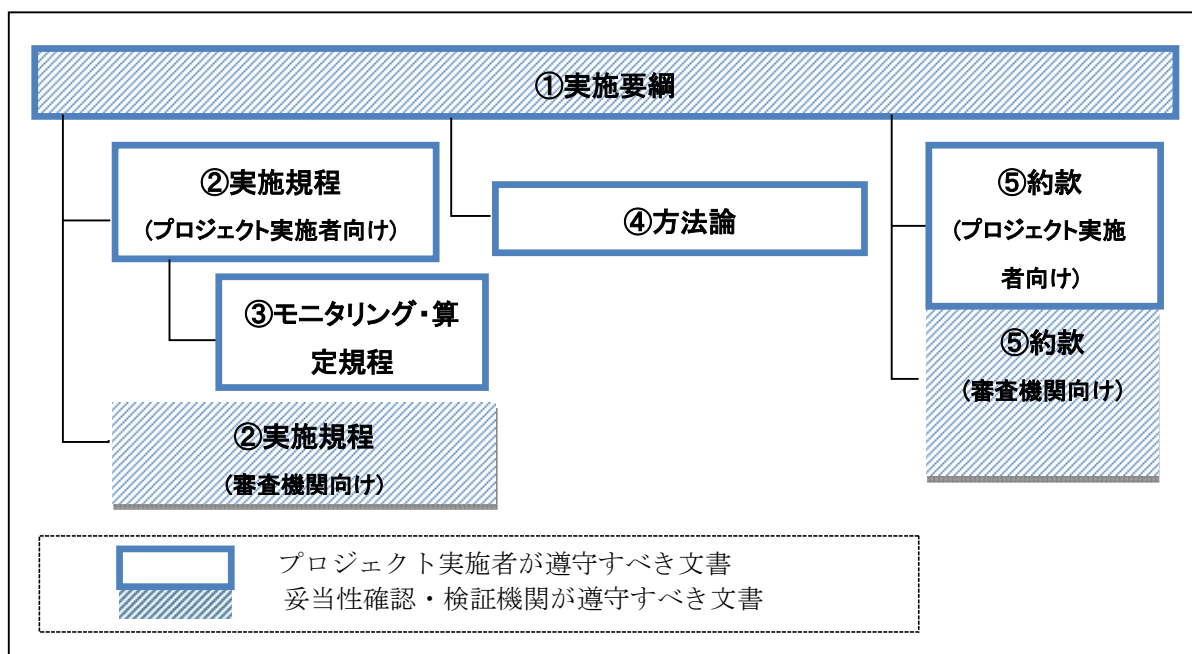 ①実施要綱
②実施規程
(プロジェクト実施者向け)
③モニタリング・算
定規程
②実施規程
(審査機関向け)
④方法論
⑤約款
(プロジェクト実施
者向け)
⑤約款
(審査機関向け)
プロジェクト実施者が遵守すべき文書
妥当性確認・検証機関が遵守すべき文書